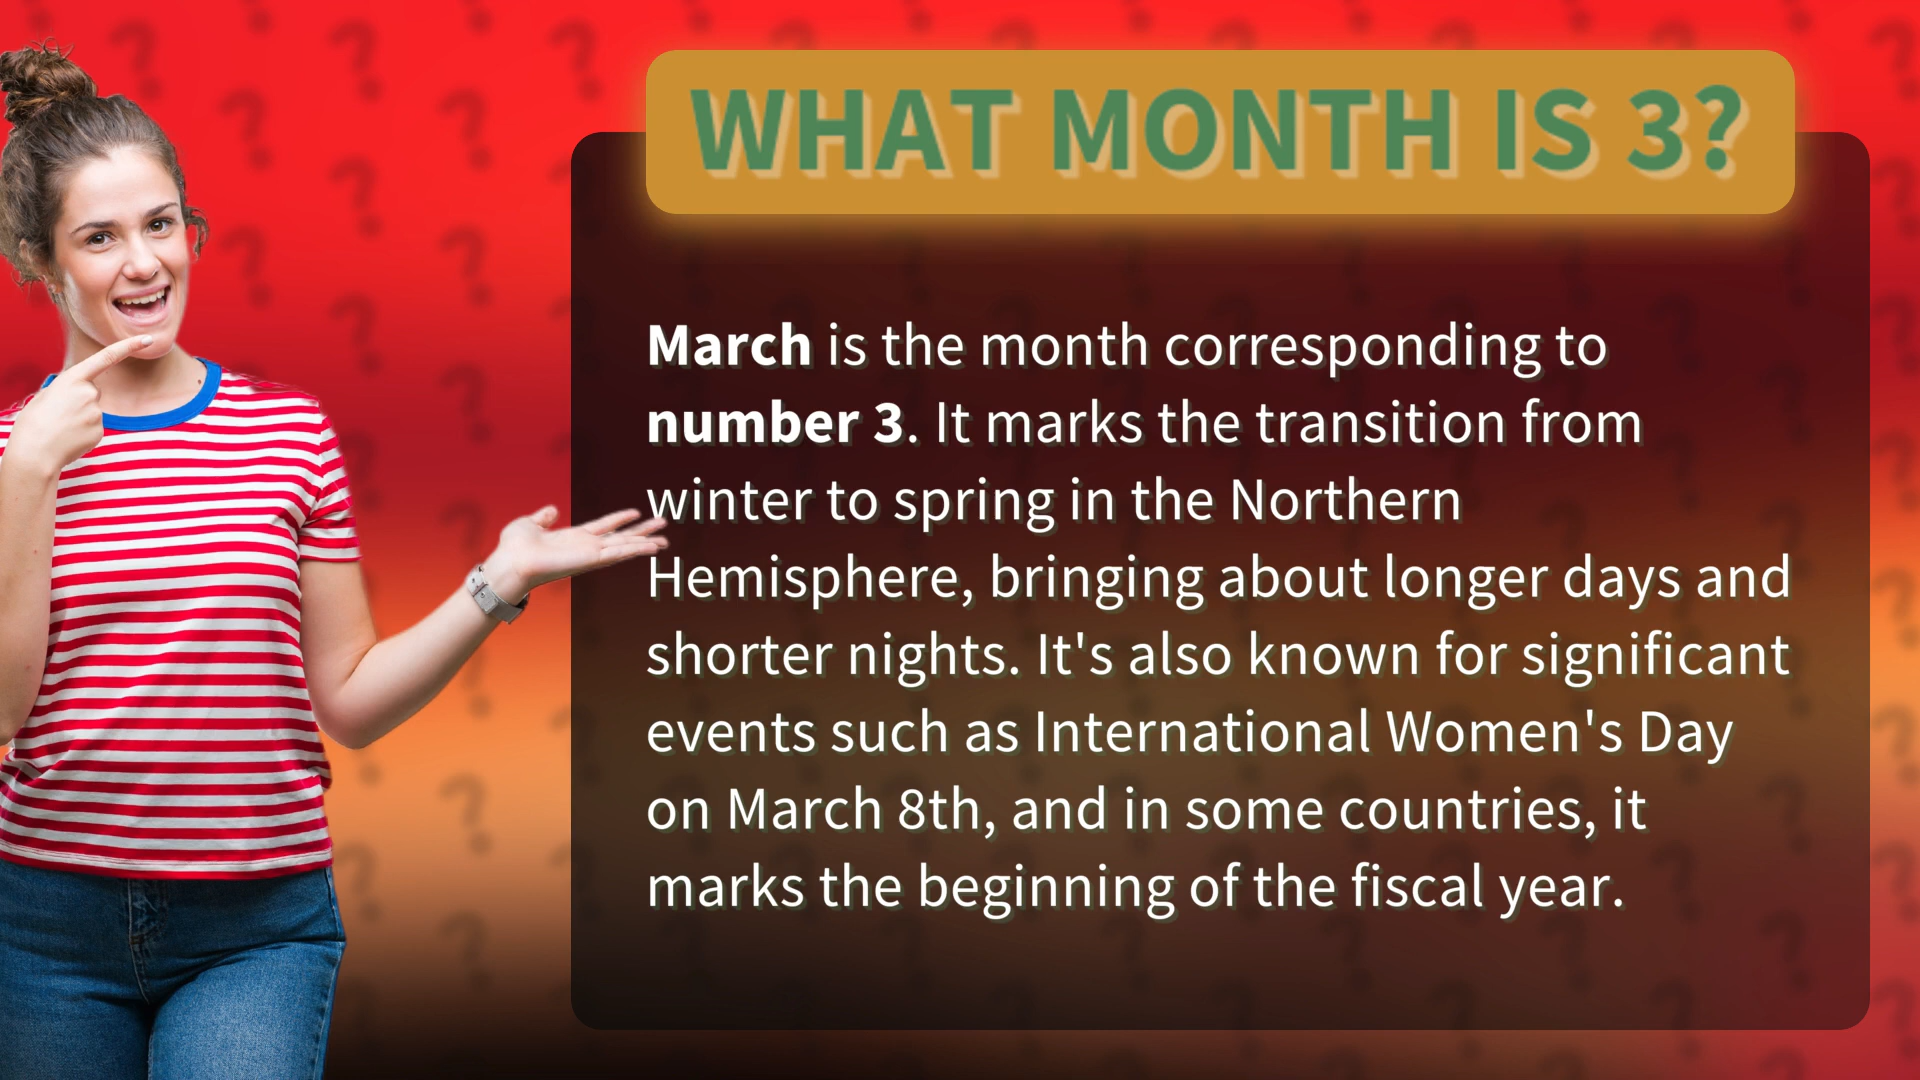 WHAT MONTH IS 3?
March is the month corresponding to
number 3. It marks the transition from
winter to spring in the Northern
Hemisphere, bringing about longer days and
shorter nights. It's also known for significant
events such as International Women's Day
on March 8th, and in some countries, it
marks the beginning of the fiscal year.